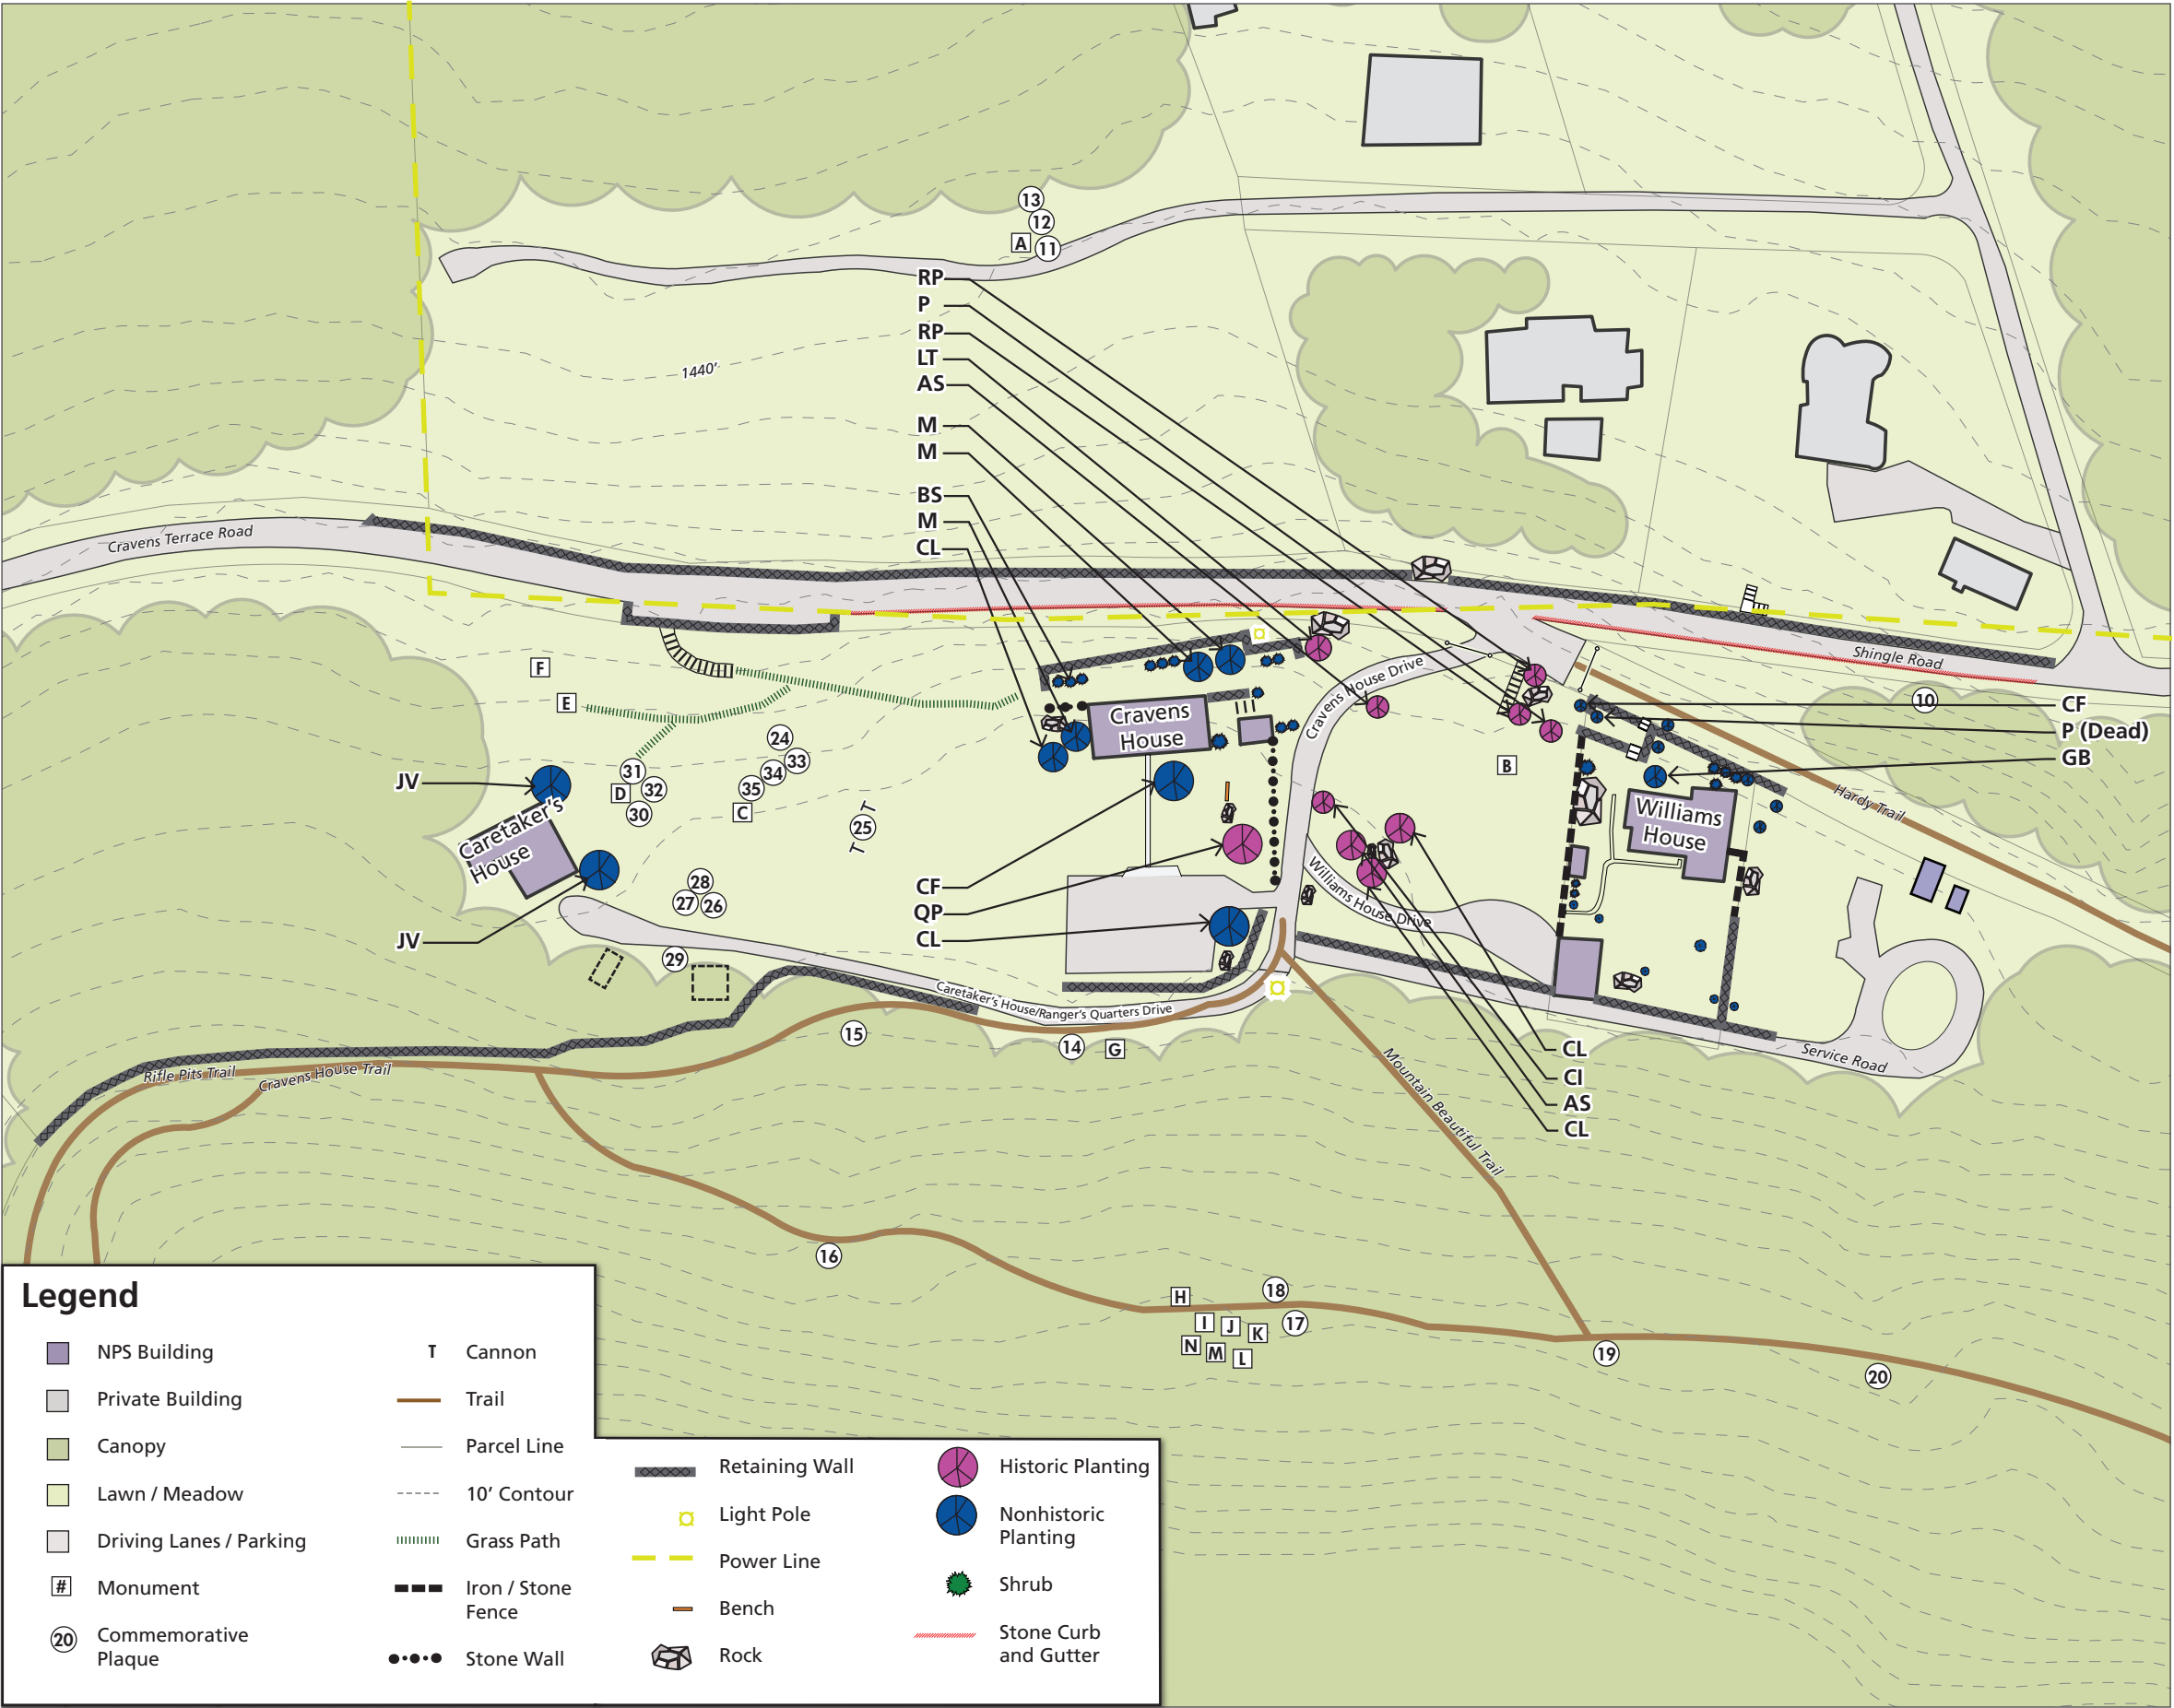 13
12
A
11
RP
P
RP
LT
AS
M
M
BS
M
CL
1440'
Cravens Terrace Road
Shingle Road
Cravens House Drive
F
E
10
CF
P (Dead)
GB
Cravens
House
B
Hardy Trail
Williams
House
24
33
34
35
31
D
32
30
C
T
25
T
JV
Caretaker's
House
JV
28
27
26
29
CF
QP
CL
Williams House Drive
Caretaker's House/Ranger's Quarters Drive
15
14
G
Service Road
CL
CI
AS
CL
Mountain Beautiful Trail
Rifle Pits Trail
Cravens House Trail
16
H
18
I
J
K
17
N
M
L
19
20
Legend
NPS Building
Private Building
Canopy
Lawn / Meadow
Driving Lanes / Parking
# Monument
20 Commemorative
Plaque
T Cannon
Trail
Parcel Line
10' Contour
Grass Path
Iron / Stone
Fence
Stone Wall
Retaining Wall
Light Pole
Power Line
Bench
Rock
Historic Planting
Nonhistoric
Planting
Shrub
Stone Curb
and Gutter